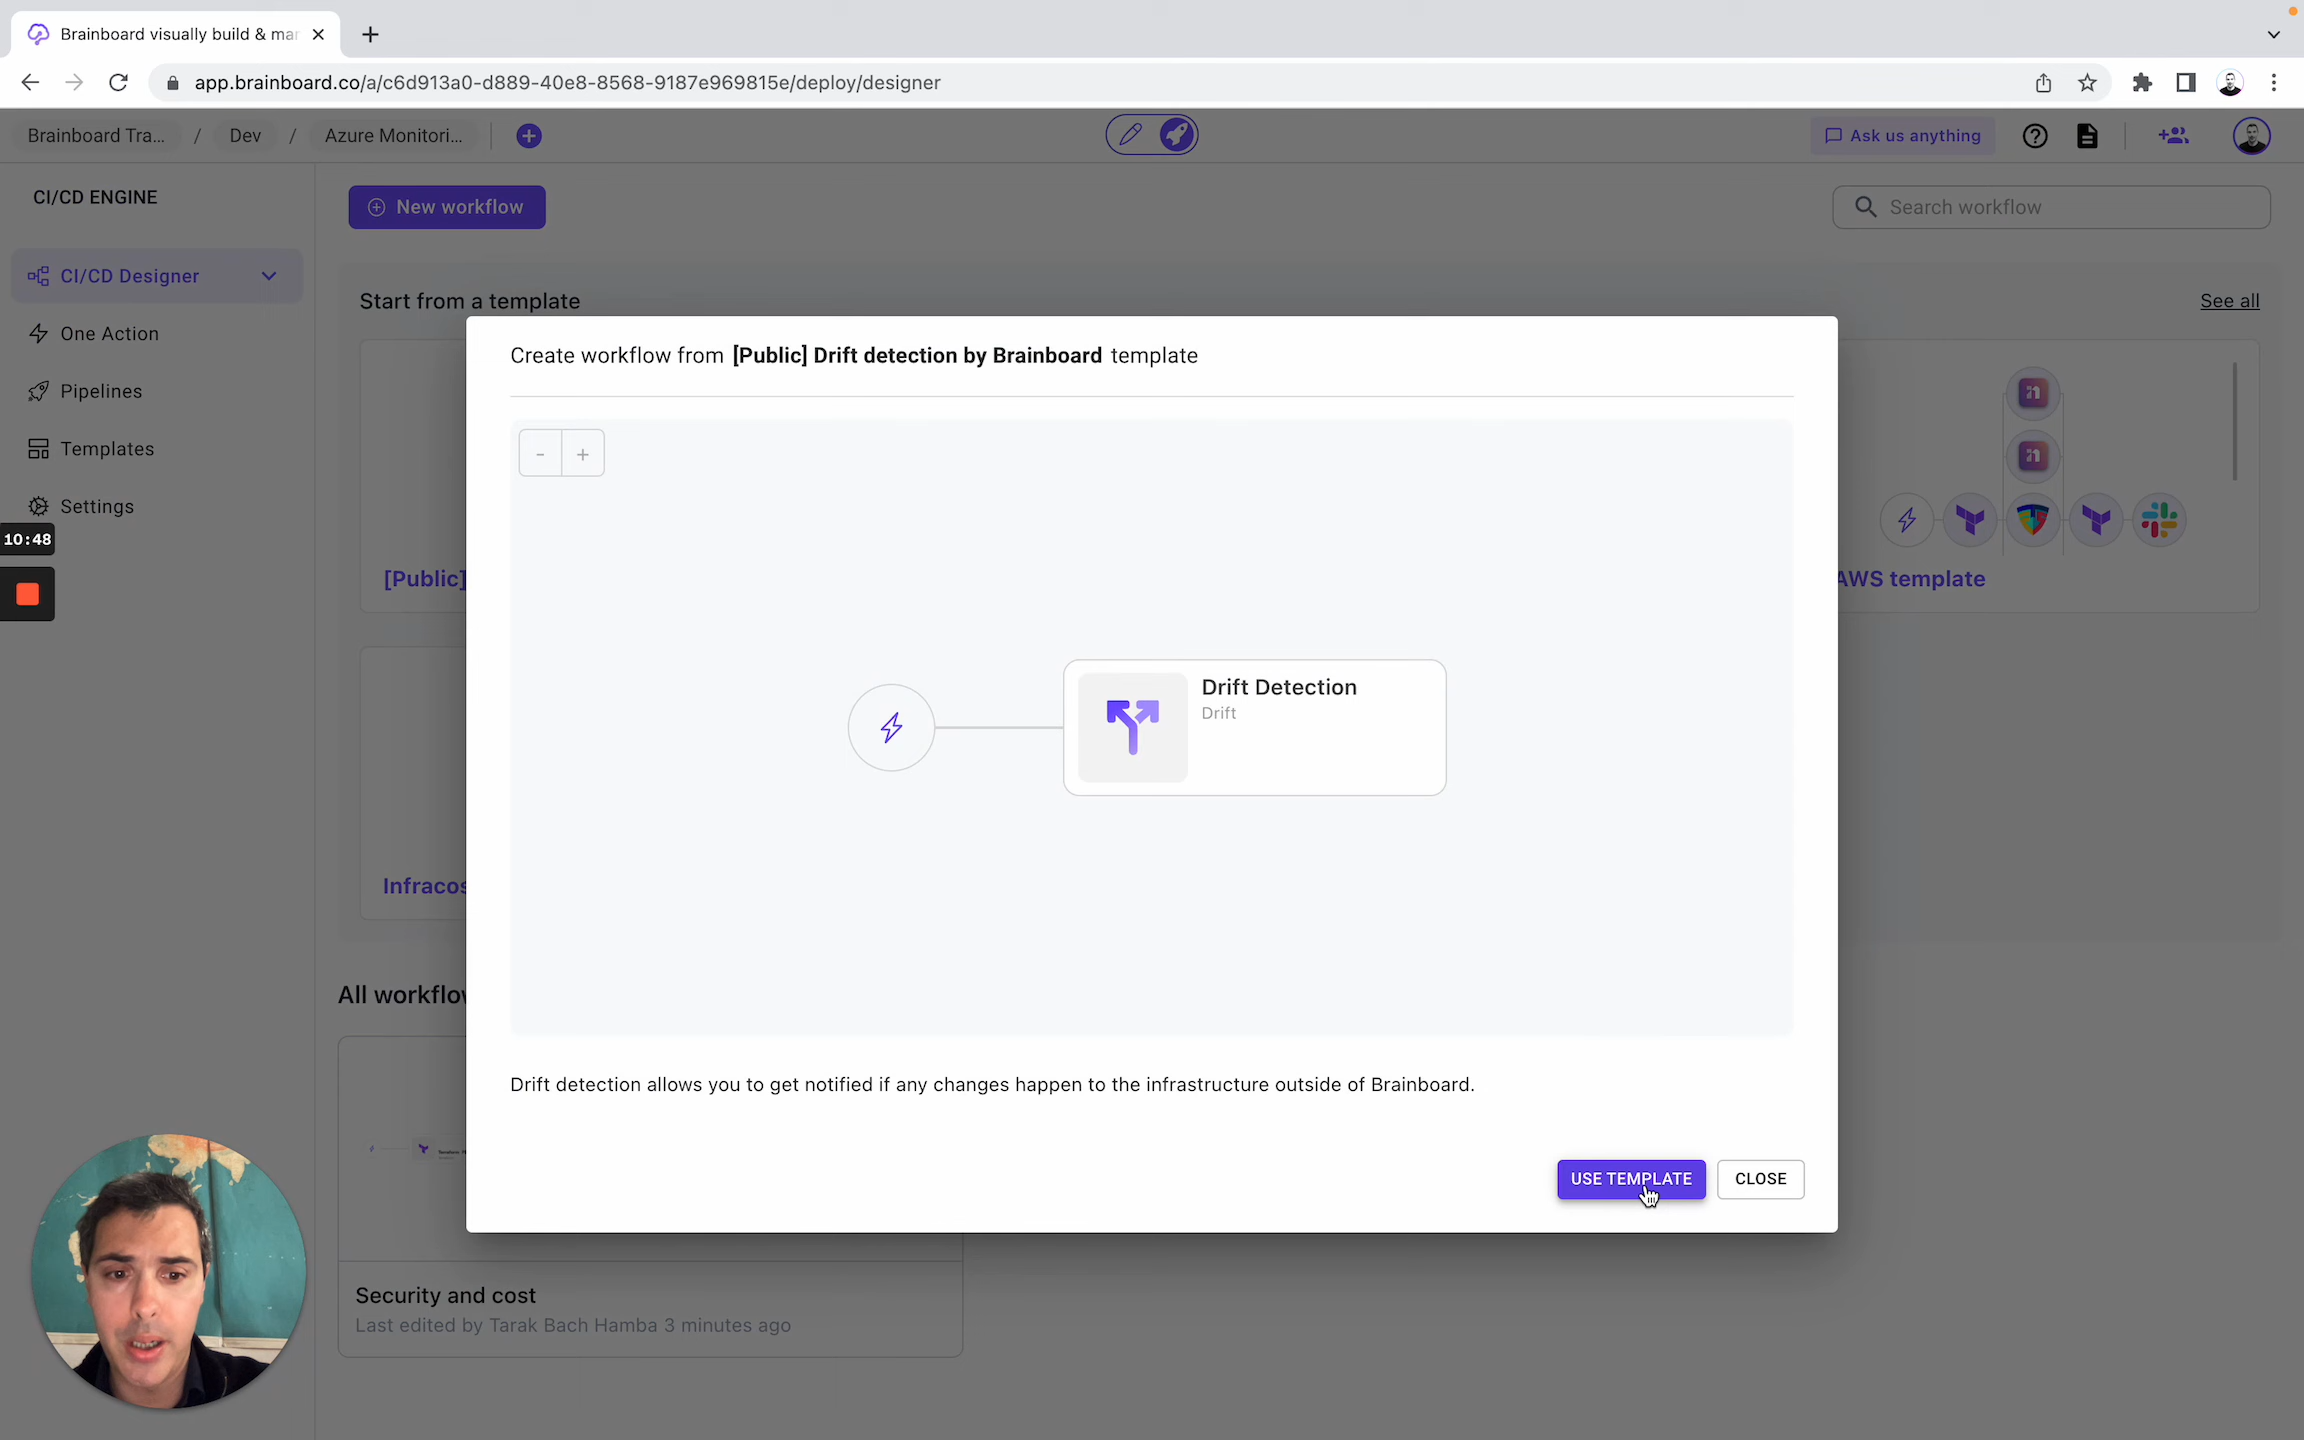 Brainboard visually build & mar
app.brainboard.co/a/c6d913a0-d889-40e8-8568-9187e969815e/deploy/designer
Brainboard Tra... / Dev / Azure Monitori...
Ask us anything
CI/CD ENGINE
New workflow
Search workflow
CI/CD Designer
One Action
Pipelines
Templates
Settings
10:48
Start from a template
See all
Create workflow from [Public] Drift detection by Brainboard template
- +
Drift Detection
Drift
[Public]
AWS template
Infracos
All workflow
Drift detection allows you to get notified if any changes happen to the infrastructure outside of Brainboard.
USE TEMPLATE
CLOSE
Security and cost
Last edited by Tarak Bach Hamba 3 minutes ago